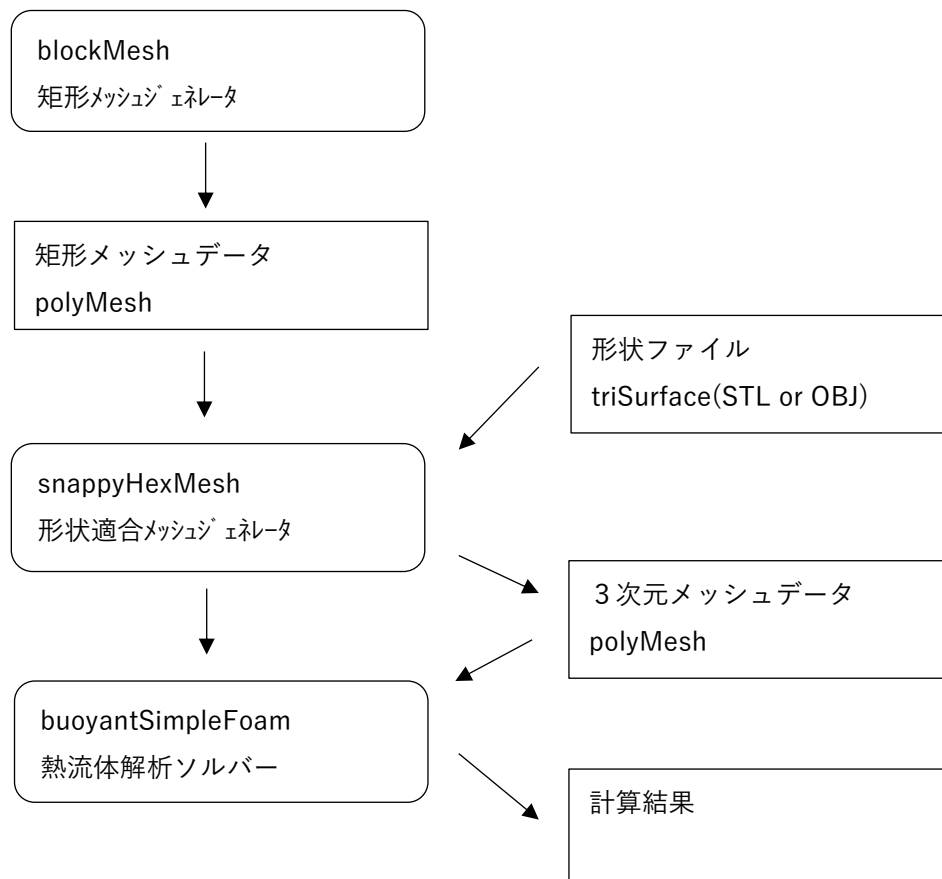 blockMesh
矩形ﾒｯｼｭｼﾞｪﾈﾚｰﾀ
矩形メッシュデータ
polyMesh
形状ファイル
triSurface(STL or OBJ)
snappyHexMesh
形状適合ﾒｯｼｭｼﾞｪﾈﾚｰﾀ
３次元メッシュデータ
polyMesh
buoyantSimpleFoam
熱流体解析ソルバー
計算結果